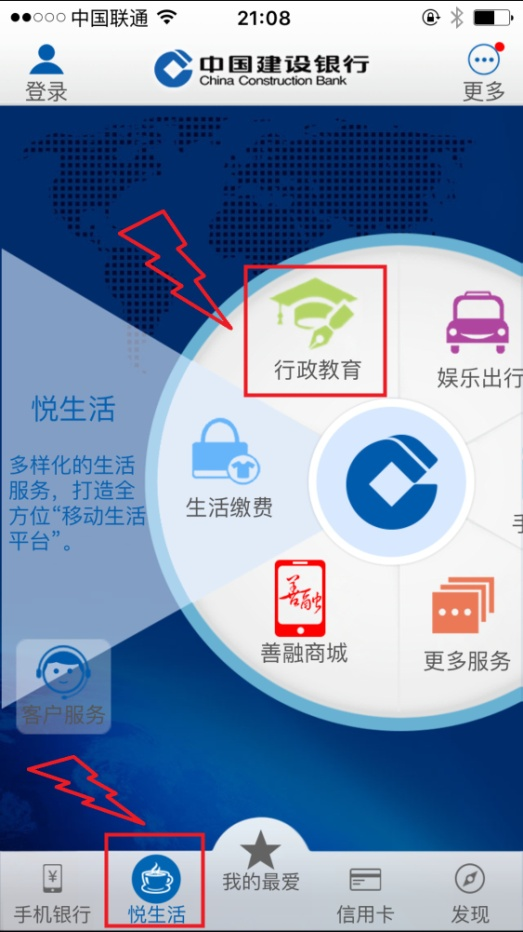 中国联通
21:08
登录
中国建设银行
China Construction Bank
更多
行政教育
娱乐出行
悦生活
多样化的生活
服务，打造全
方位“移动生活
平台”。
生活缴费
手
善融
善融商城
更多服务
客户服务
¥
手机银行
悦生活
我的最爱
信用卡
发现